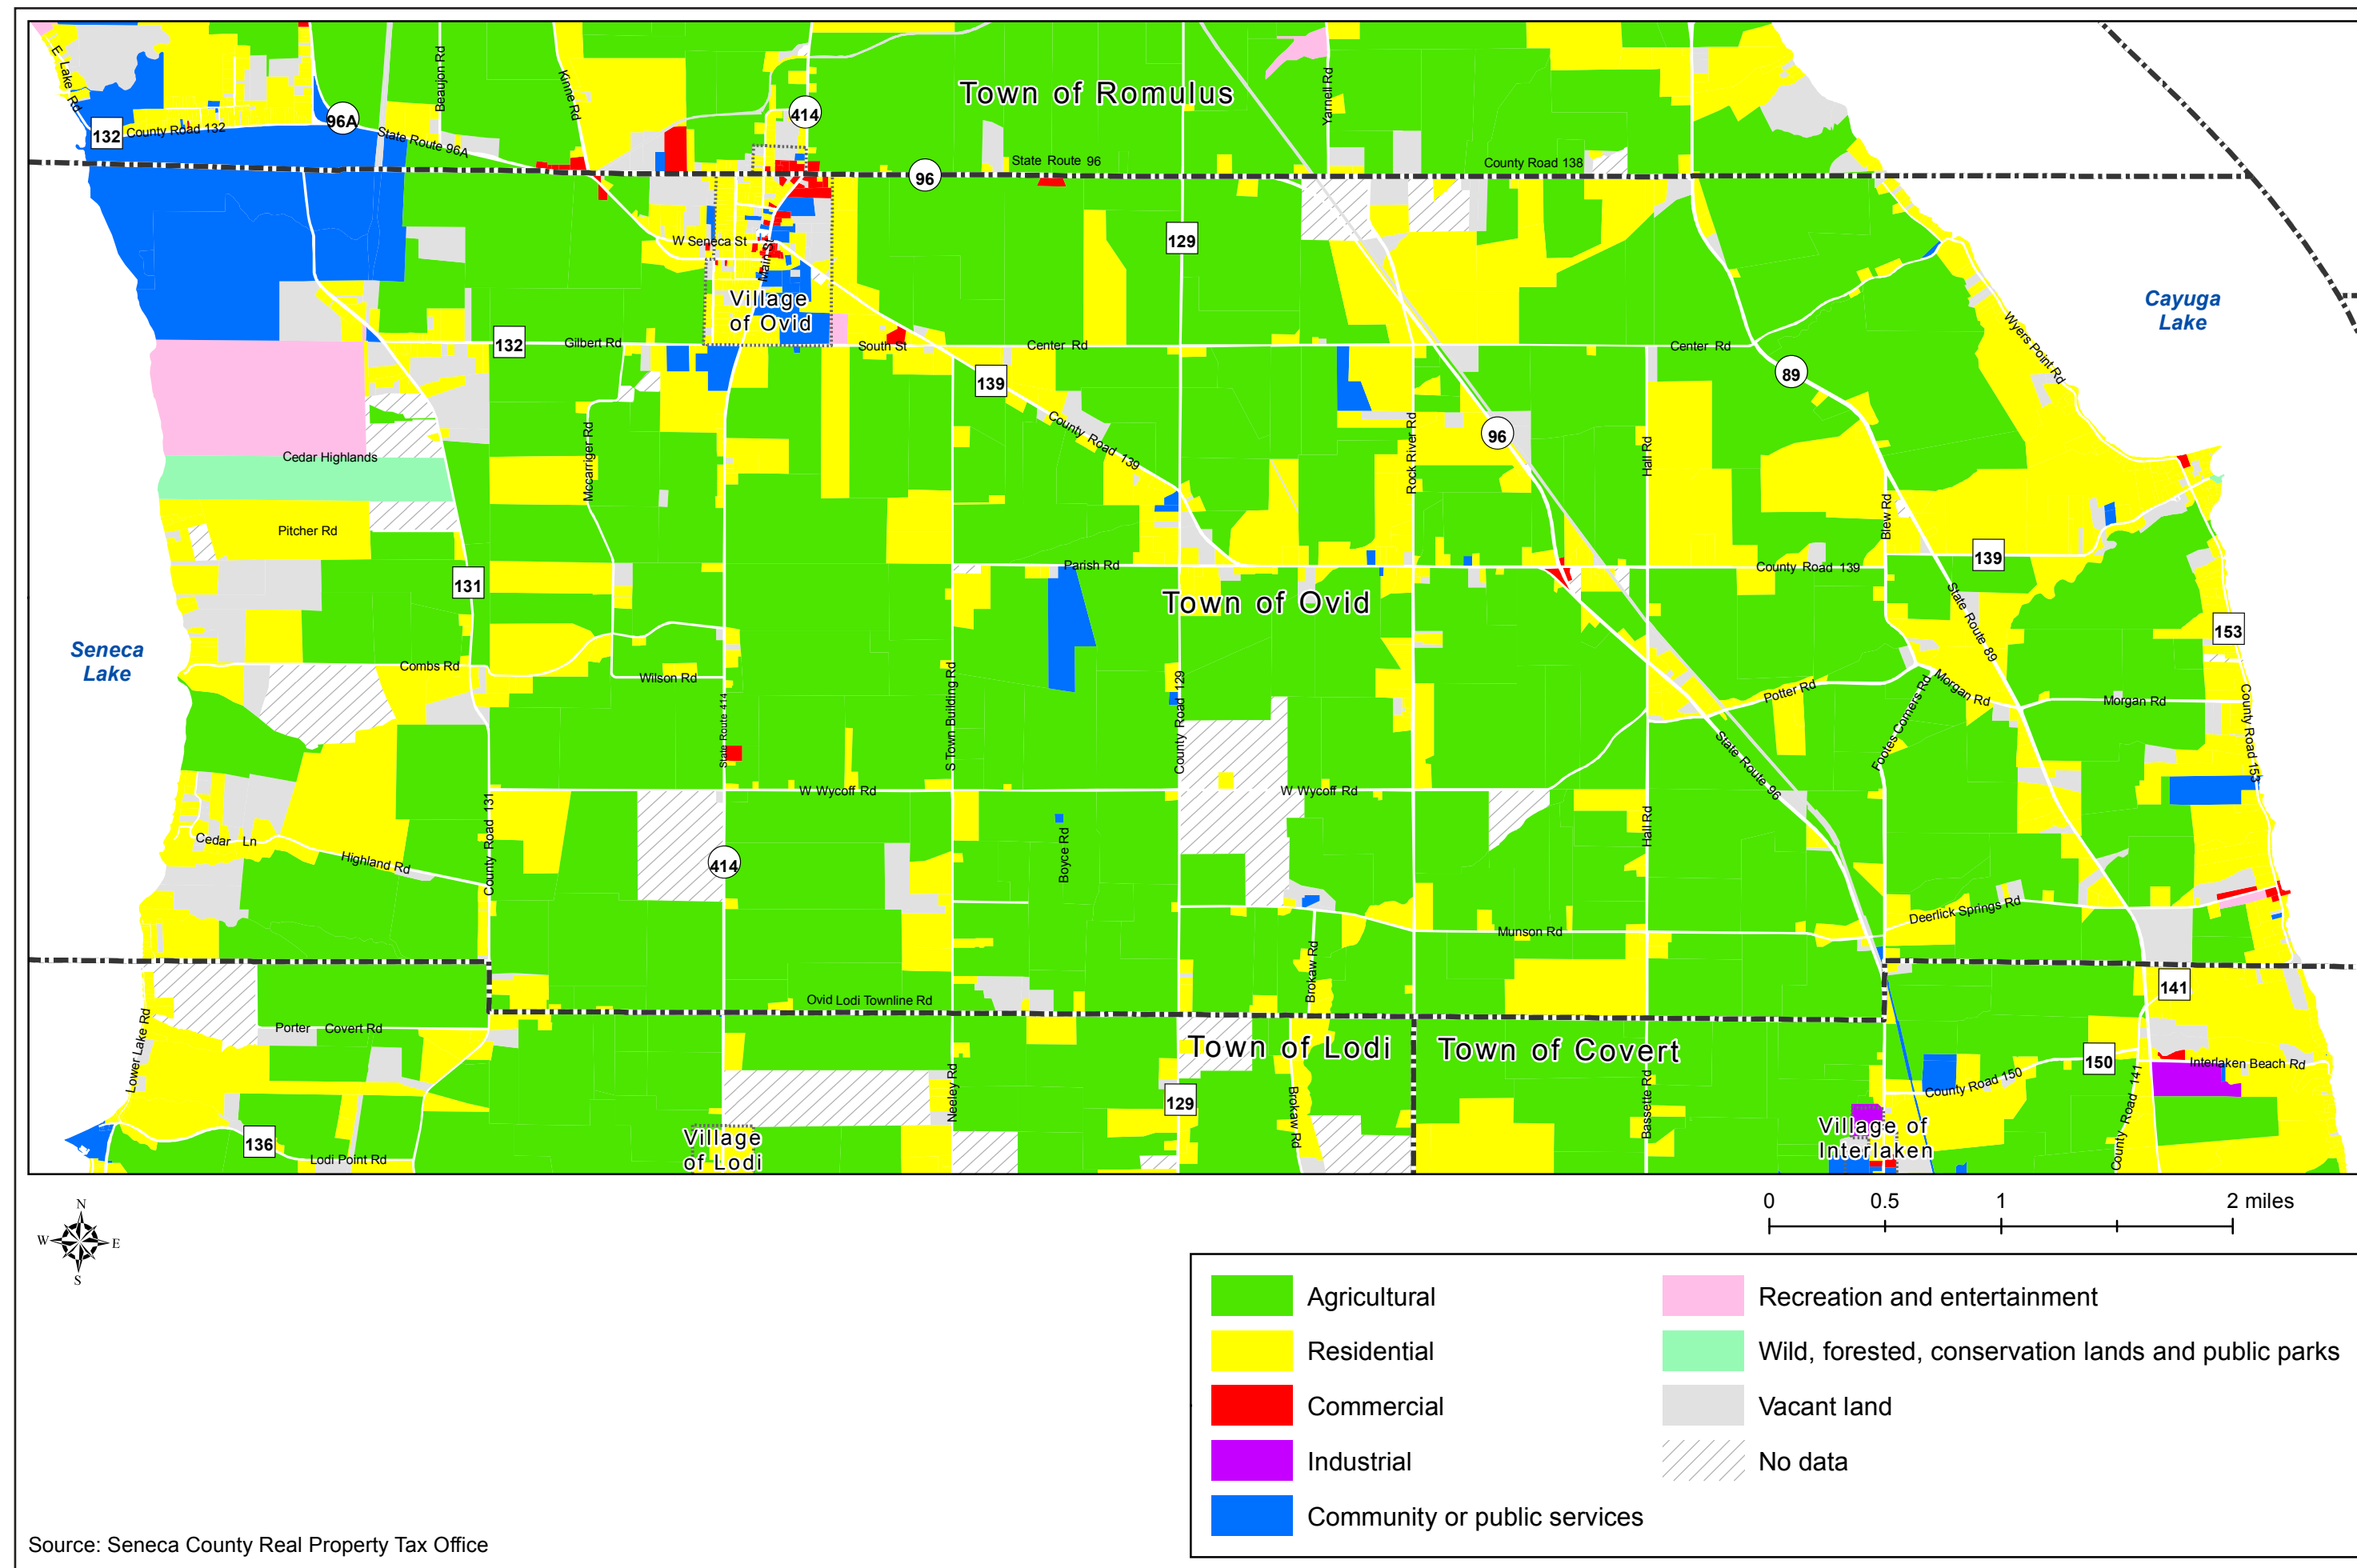 Town of Romulus
E Lake Rd
Beaujon Rd
Kinne Rd
Yarnell Rd
414
96A
132
County Road 132
State Route 96A
State Route 96
County Road 138
96
129
W Seneca St
Main St
Village
of Ovid
Cayuga
Lake
Wyers Point Rd
132
Gilbert Rd
South St
Center Rd
Center Rd
139
89
County Road 139
96
Rock River Rd
Hall Rd
Mccarriger Rd
Cedar Highlands
Pitcher Rd
Blew Rd
131
Parish Rd
County Road 139
139
Town of Ovid
State Route 89
153
Seneca
Lake
Combs Rd
Wilson Rd
State Route 414
S Town Building Rd
County Road 129
Potter Rd
Morgan Rd
Morgan Rd
Footes Corners Rd
County Road 153
State Route 96
W Wycoff Rd
W Wycoff Rd
County Road 131
Cedar Ln
Highland Rd
414
Boyce Rd
Hall Rd
Deerlick Springs Rd
Munson Rd
Brokaw Rd
Ovid Lodi Townline Rd
141
Lower Lake Rd
Porter Covert Rd
Town of Lodi
Town of Covert
150
Interlaken Beach Rd
County Road 150
County Road 141
Neeley Rd
129
Brokaw Rd
Bassette Rd
136
Lodi Point Rd
Village
of Lodi
Village of
Interlaken
N
W
E
S
0 0.5 1 2 miles
Agricultural
Residential
Commercial
Industrial
Community or public services
Recreation and entertainment
Wild, forested, conservation lands and public parks
Vacant land
No data
Source: Seneca County Real Property Tax Office